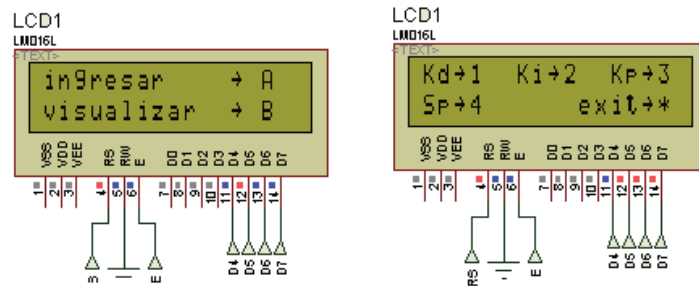 LCD1
LM016L
<TEXT>
ingresar → A
visualizar → B
VSS VDD VEE RS RW E D0 D1 D2 D3 D4 D5 D6 D7
1 2 3 4 5 6 7 8 9 10 11 12 13 14
S E D4 D5 D6 D7
LCD1
LM016L
<TEXT>
Kd→1 Ki→2 Kp→3
Sp→4 exit→*
VSS VDD VEE RS RW E D0 D1 D2 D3 D4 D5 D6 D7
1 2 3 4 5 6 7 8 9 10 11 12 13 14
RS E D4 D5 D6 D7